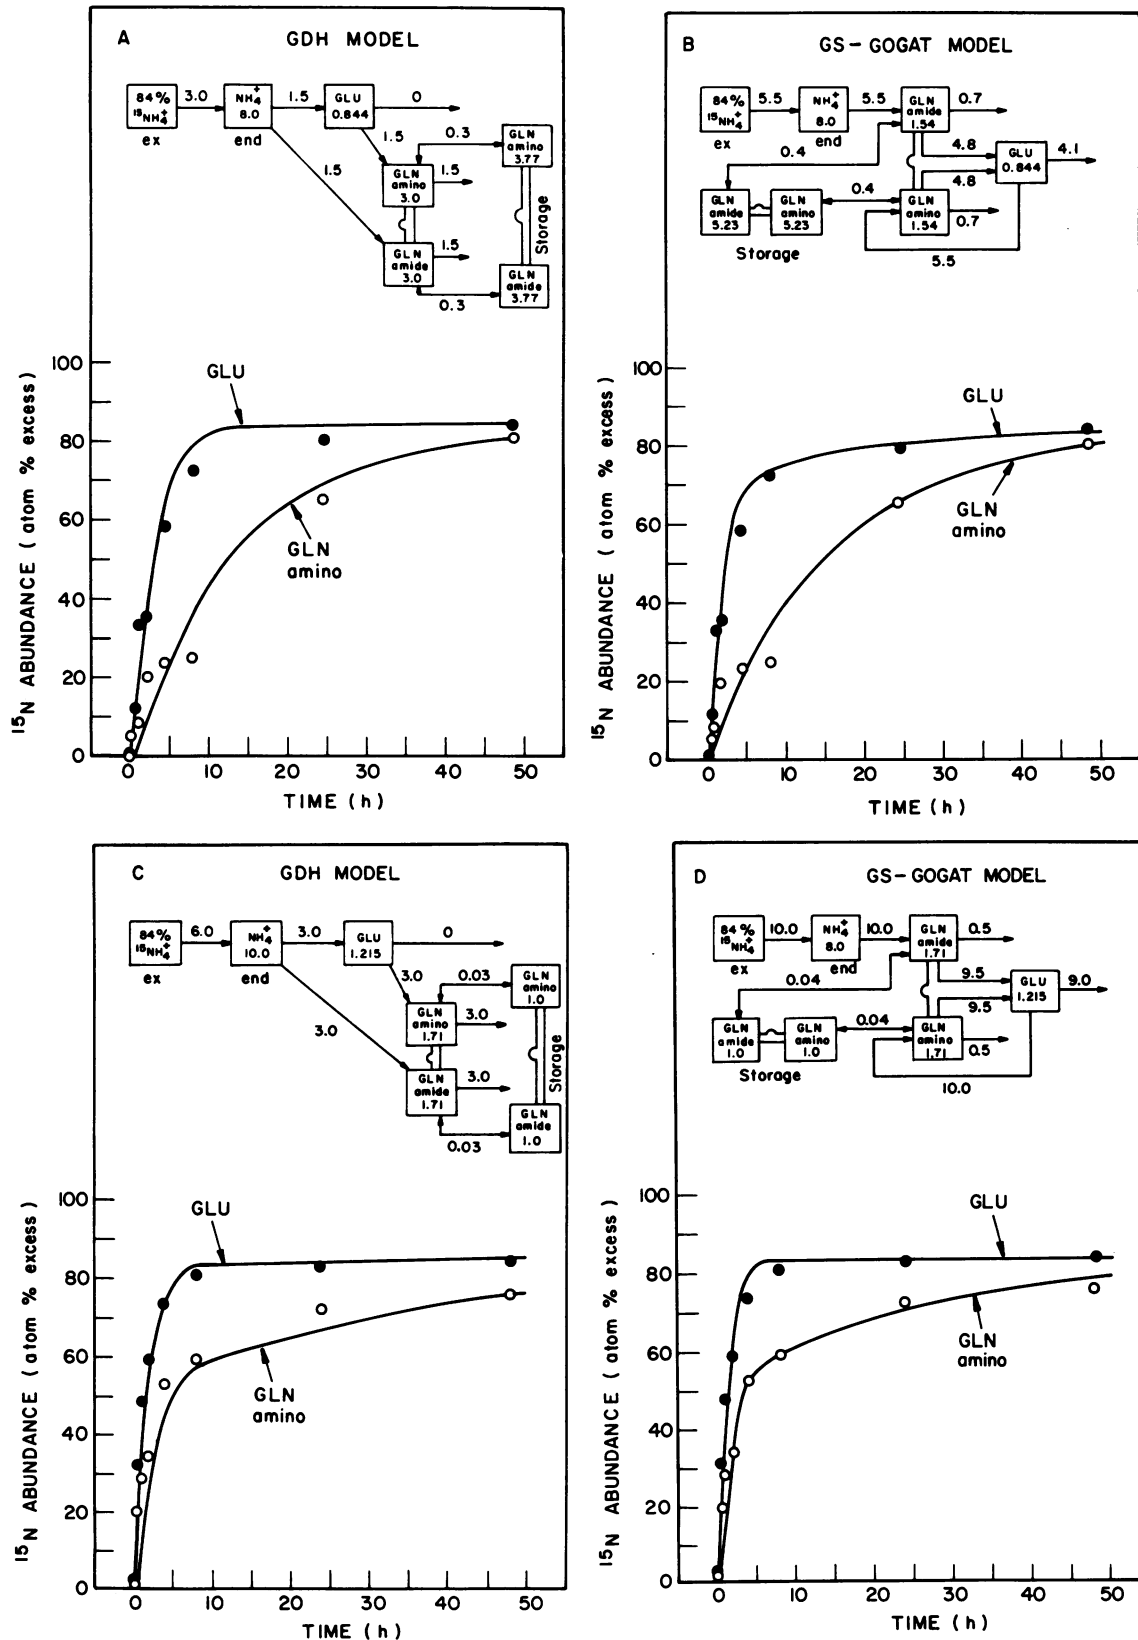 A GDH MODEL
84% 15NH4+ ex
3.0
NH4+ 8.0 end
1.5
GLU 0.844
0
1.5
1.5
GLN amino 3.0
1.5
0.3
GLN amino 3.77
GLN amide 3.0
1.5
0.3
GLN amide 3.77
Storage
15N ABUNDANCE ( atom % excess)
100
80
60
40
20
0
GLU
GLN amino
0 10 20 30 40 50
TIME (h)
B GS-GOGAT MODEL
84% 15NH4+ ex
5.5
NH4+ 8.0 end
5.5
GLN amide 1.54
0.7
4.8
GLU 0.844
4.1
0.4
4.8
GLN amide 5.23
GLN amino 5.23
0.4
GLN amino 1.54
0.7
Storage
5.5
15N ABUNDANCE ( atom % excess)
100
80
60
40
20
0
GLU
GLN amino
0 10 20 30 40 50
TIME (h)
C GDH MODEL
84% 15NH4+ ex
6.0
NH4+ 10.0 end
3.0
GLU 1.215
0
3.0
3.0
GLN amino 1.71
3.0
0.03
GLN amino 1.0
GLN amide 1.71
3.0
0.03
GLN amide 1.0
Storage
15N ABUNDANCE (atom % excess)
100
80
60
40
20
0
GLU
GLN amino
0 10 20 30 40 50
TIME (h)
D GS-GOGAT MODEL
84% 15NH4+ ex
10.0
NH4+ 8.0 end
10.0
GLN amide 1.71
0.5
9.5
GLU 1.215
9.0
0.04
9.5
GLN amide 1.0
GLN amino 1.0
0.04
GLN amino 1.71
0.5
Storage
10.0
15N ABUNDANCE (atom % excess)
100
80
60
40
20
0
GLU
GLN amino
0 10 20 30 40 50
TIME (h)